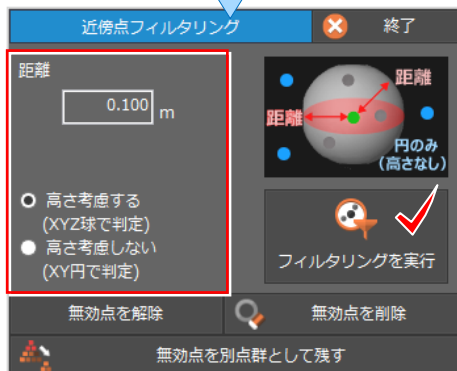 近傍点フィルタリング
終了
距離
0.100 m
高さ考慮する
(XYZ球で判定)
高さ考慮しない
(XY円で判定)
距離
距離
円のみ
(高さなし)
フィルタリングを実行
無効点を解除
無効点を削除
無効点を別点群として残す